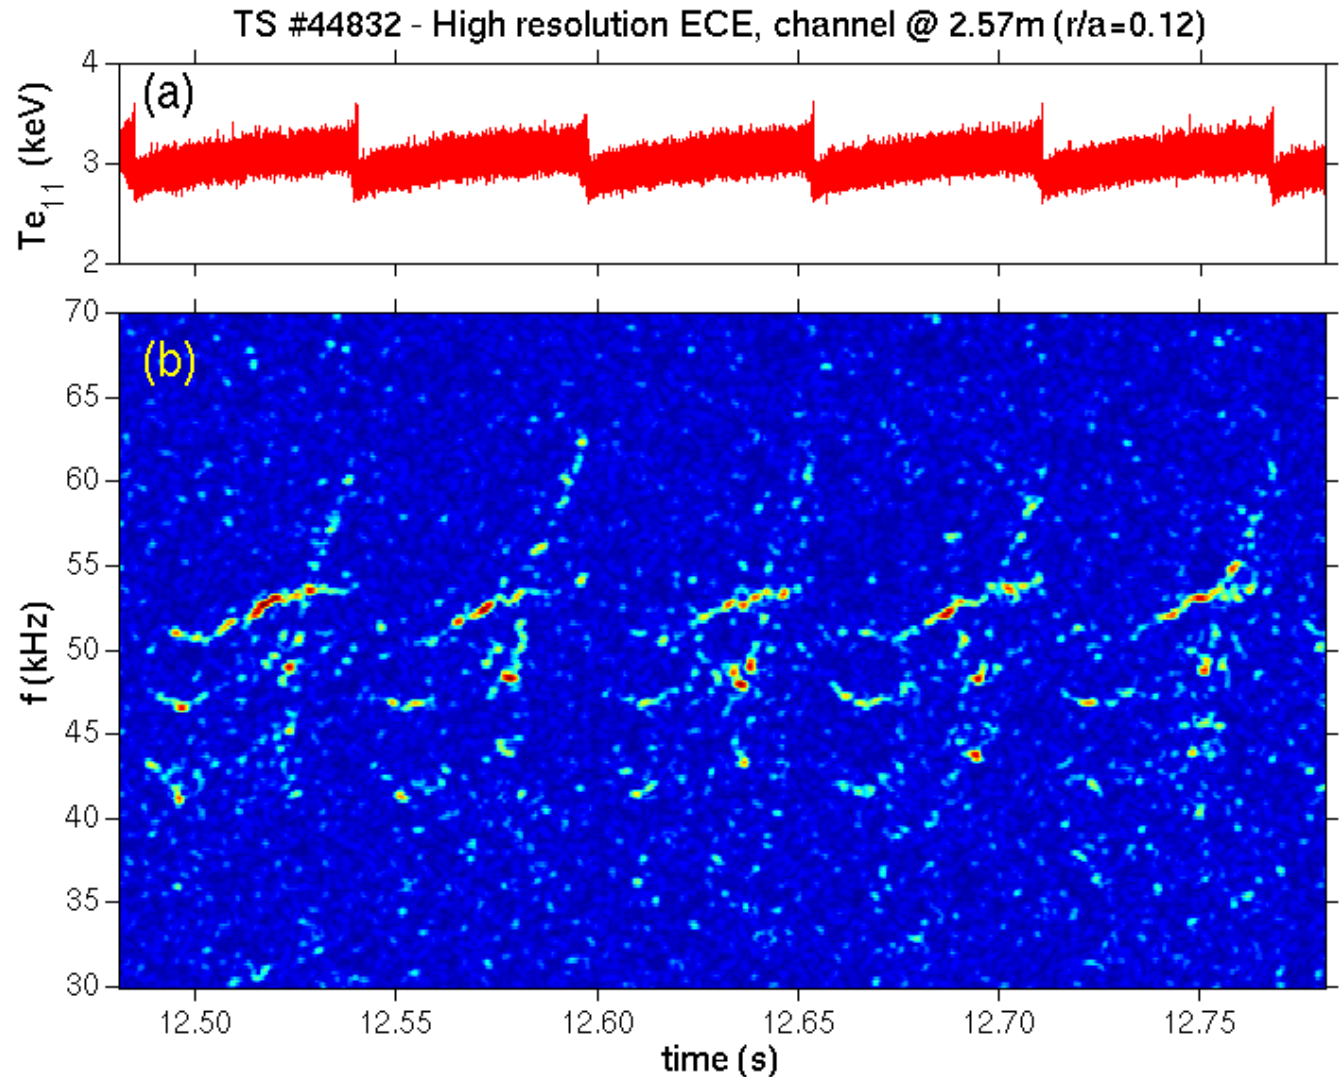 TS #44832 - High resolution ECE, channel @ 2.57m (r/a=0.12)
(a)
Te11 (keV)
4
3
2
(b)
f (kHz)
70
65
60
55
50
45
40
35
30
12.50 12.55 12.60 12.65 12.70 12.75
time (s)